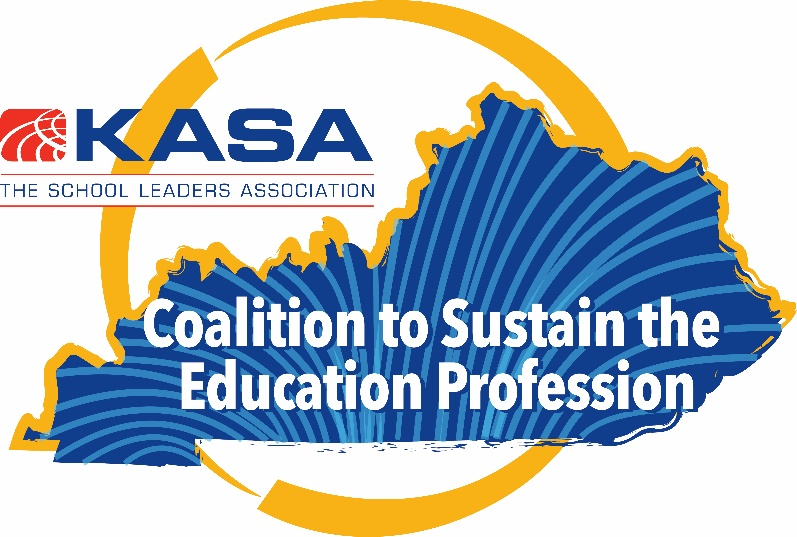 KASA
THE SCHOOL LEADERS ASSOCIATION
Coalition to Sustain the
Education Profession